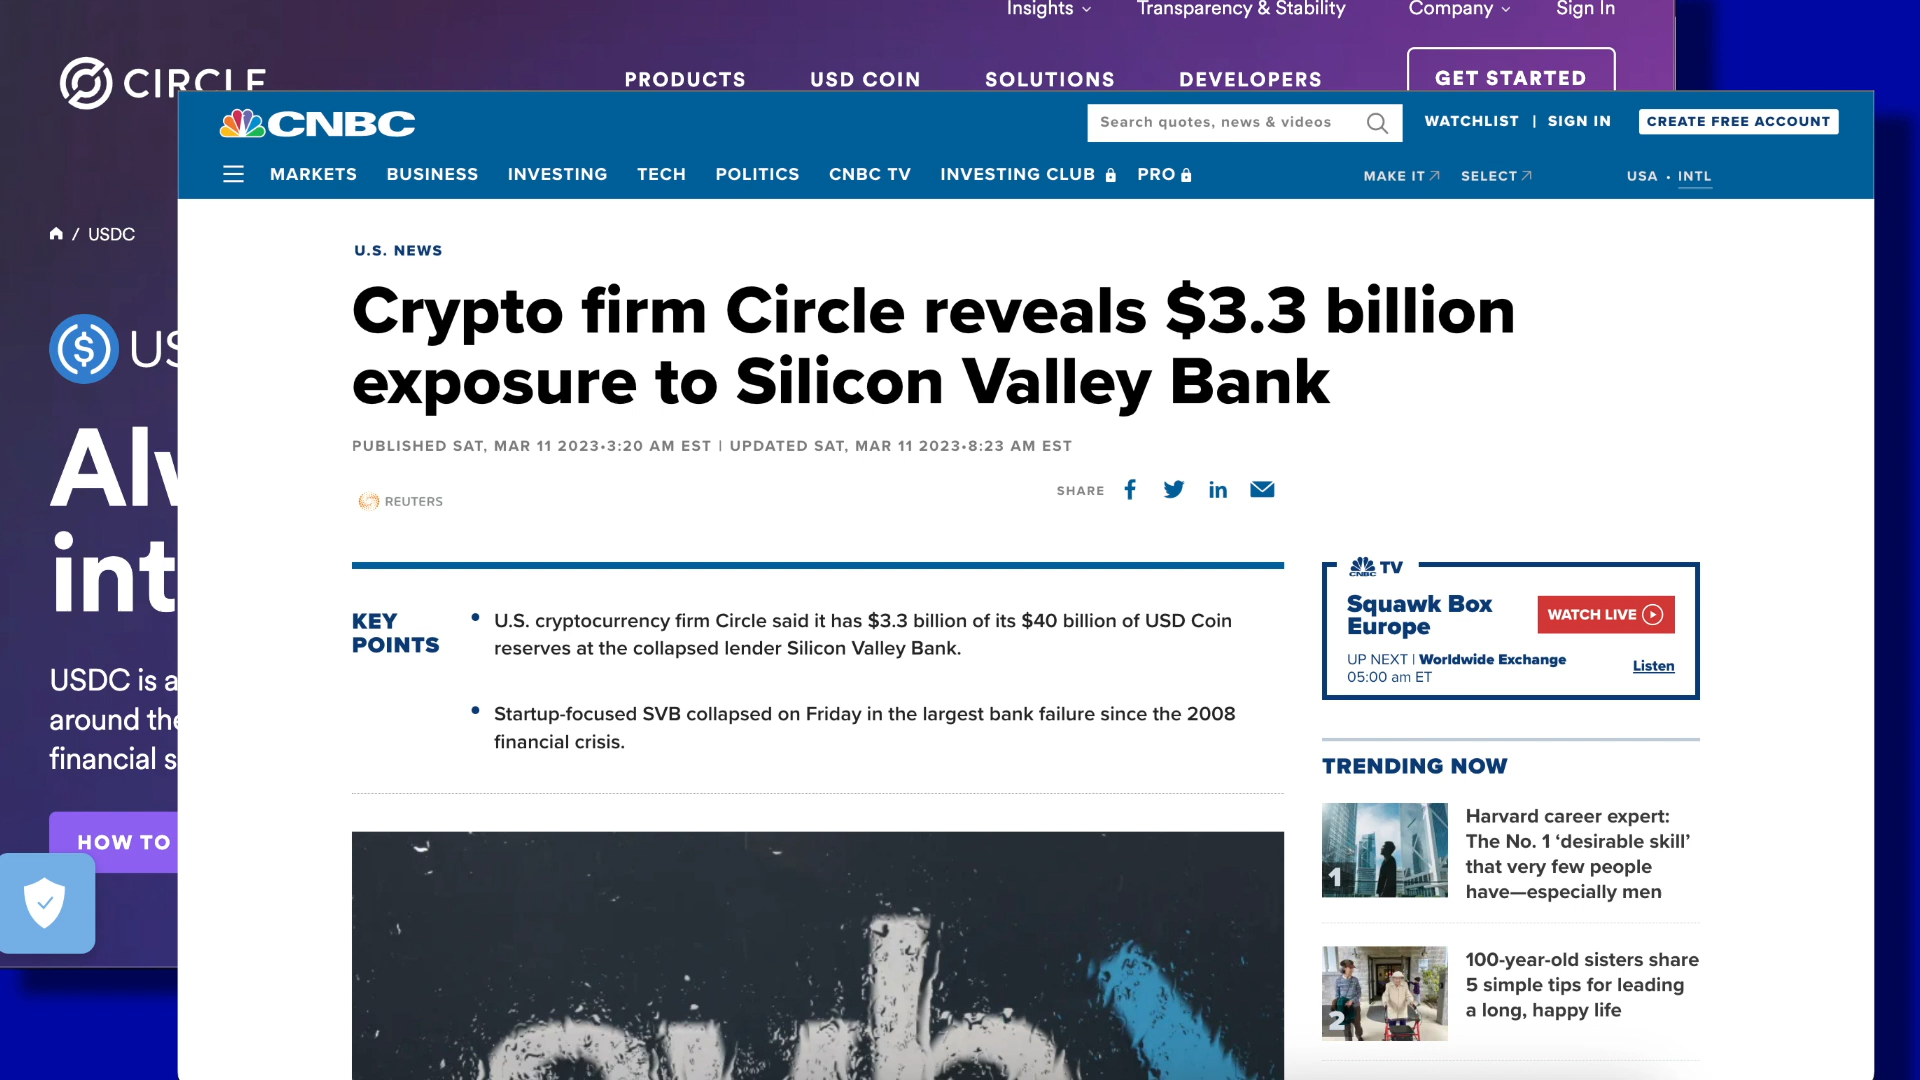 Insights
Transparency & Stability
Company
Sign In
CIRCLE
PRODUCTS
USD COIN
SOLUTIONS
DEVELOPERS
GET STARTED
CNBC
Search quotes, news & videos
WATCHLIST | SIGN IN
CREATE FREE ACCOUNT
MARKETS
BUSINESS
INVESTING
TECH
POLITICS
CNBC TV
INVESTING CLUB
PRO
MAKE IT
SELECT
USA • INTL
/ USDC
US
Alw
int
USDC is a
around the
financial s
HOW TO
U.S. NEWS
Crypto firm Circle reveals $3.3 billion
exposure to Silicon Valley Bank
PUBLISHED SAT, MAR 11 2023•3:20 AM EST | UPDATED SAT, MAR 11 2023•8:23 AM EST
REUTERS
SHARE
KEY
POINTS
• U.S. cryptocurrency firm Circle said it has $3.3 billion of its $40 billion of USD Coin
reserves at the collapsed lender Silicon Valley Bank.
• Startup-focused SVB collapsed on Friday in the largest bank failure since the 2008
financial crisis.
CNBC TV
Squawk Box
Europe
WATCH LIVE
UP NEXT | Worldwide Exchange
05:00 am ET
Listen
TRENDING NOW
1
Harvard career expert:
The No. 1 ‘desirable skill’
that very few people
have—especially men
2
100-year-old sisters share
5 simple tips for leading
a long, happy life